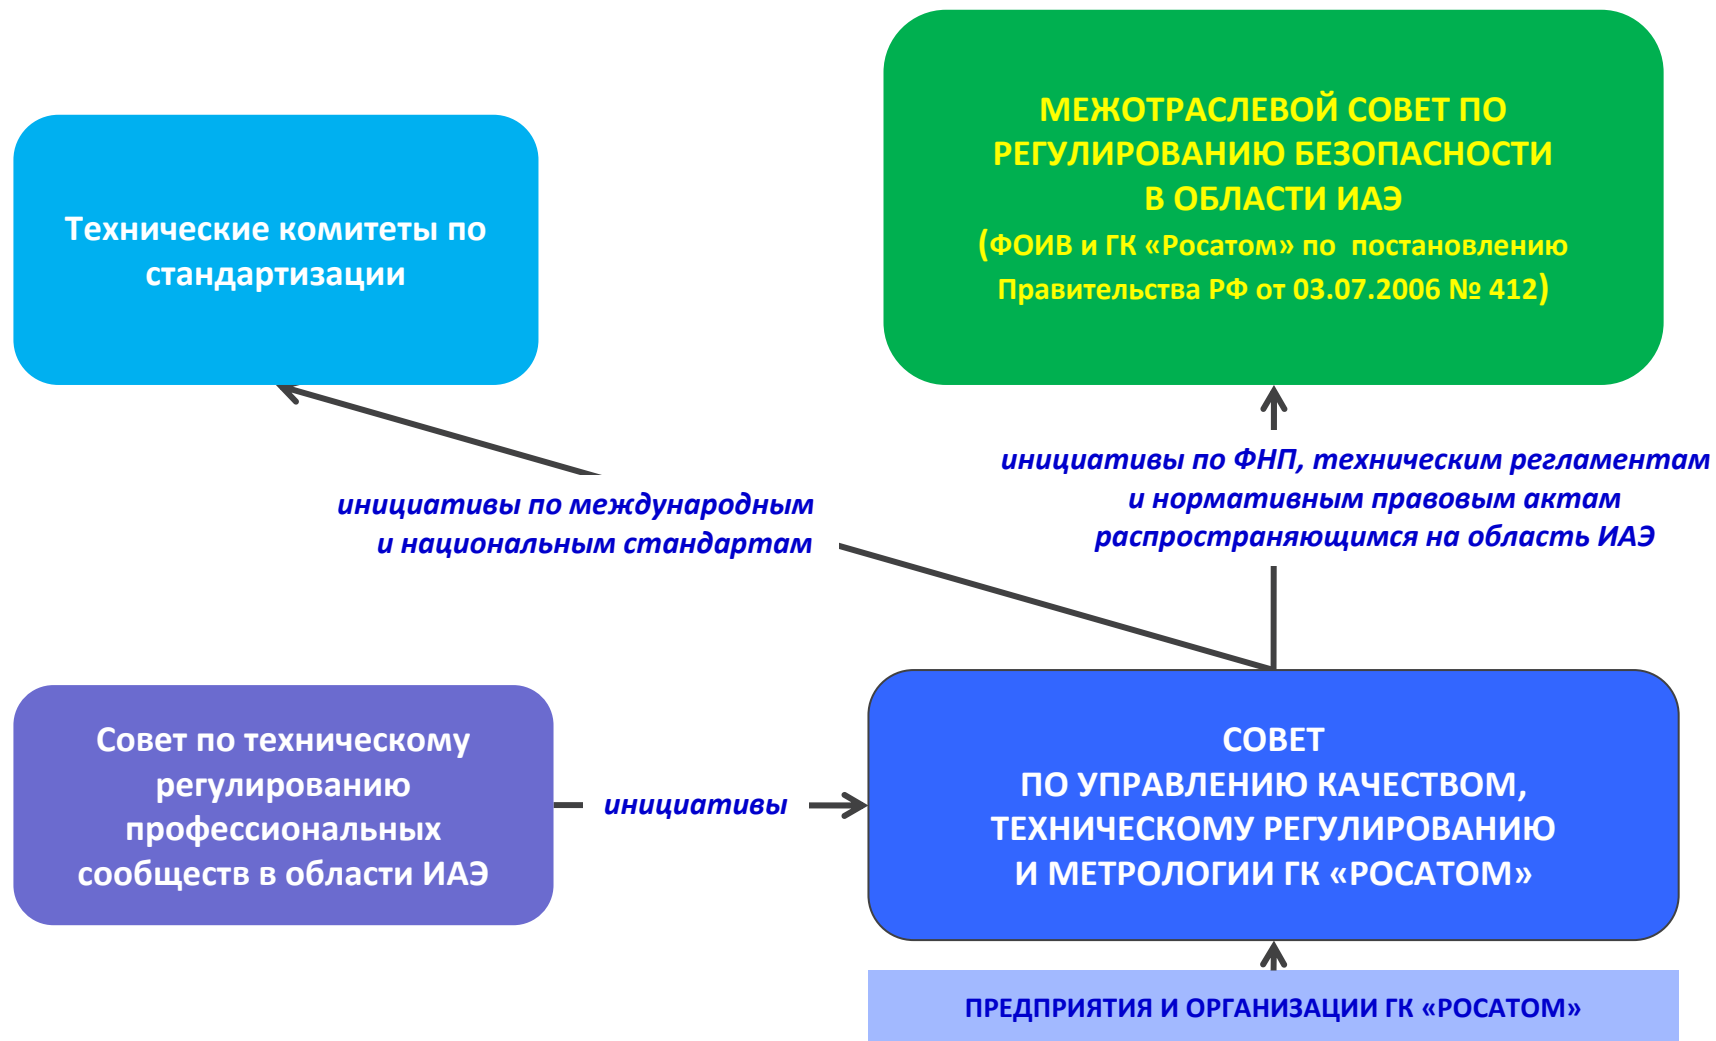 МЕЖОТРАСЛЕВОЙ СОВЕТ ПО
РЕГУЛИРОВАНИЮ БЕЗОПАСНОСТИ
В ОБЛАСТИ ИАЭ
(ФОИВ и ГК «Росатом» по постановлению
Правительства РФ от 03.07.2006 № 412)
Технические комитеты по
стандартизации
инициативы по ФНП, техническим регламентам
и нормативным правовым актам
распространяющимся на область ИАЭ
инициативы по международным
и национальным стандартам
Совет по техническому
регулированию
профессиональных
сообществ в области ИАЭ
инициативы
СОВЕТ
ПО УПРАВЛЕНИЮ КАЧЕСТВОМ,
ТЕХНИЧЕСКОМУ РЕГУЛИРОВАНИЮ
И МЕТРОЛОГИИ ГК «РОСАТОМ»
ПРЕДПРИЯТИЯ И ОРГАНИЗАЦИИ ГК «РОСАТОМ»